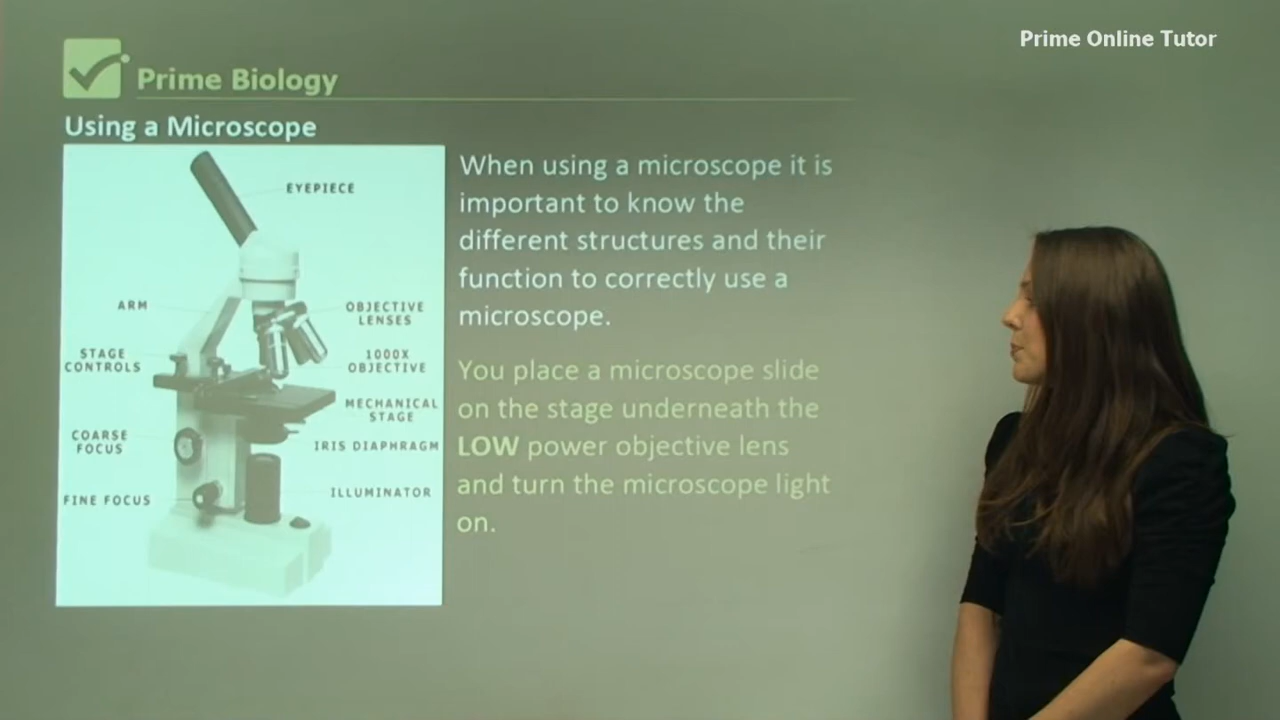 Prime Online Tutor
Prime Biology
Using a Microscope
EYEPIECE
ARM
OBJECTIVE
LENSES
STAGE
CONTROLS
1000X
OBJECTIVE
MECHANICAL
STAGE
COARSE
FOCUS
IRIS DIAPHRAGM
FINE FOCUS
ILLUMINATOR
When using a microscope it is
important to know the
different structures and their
function to correctly use a
microscope.
You place a microscope slide
on the stage underneath the
LOW power objective lens
and turn the microscope light
on.